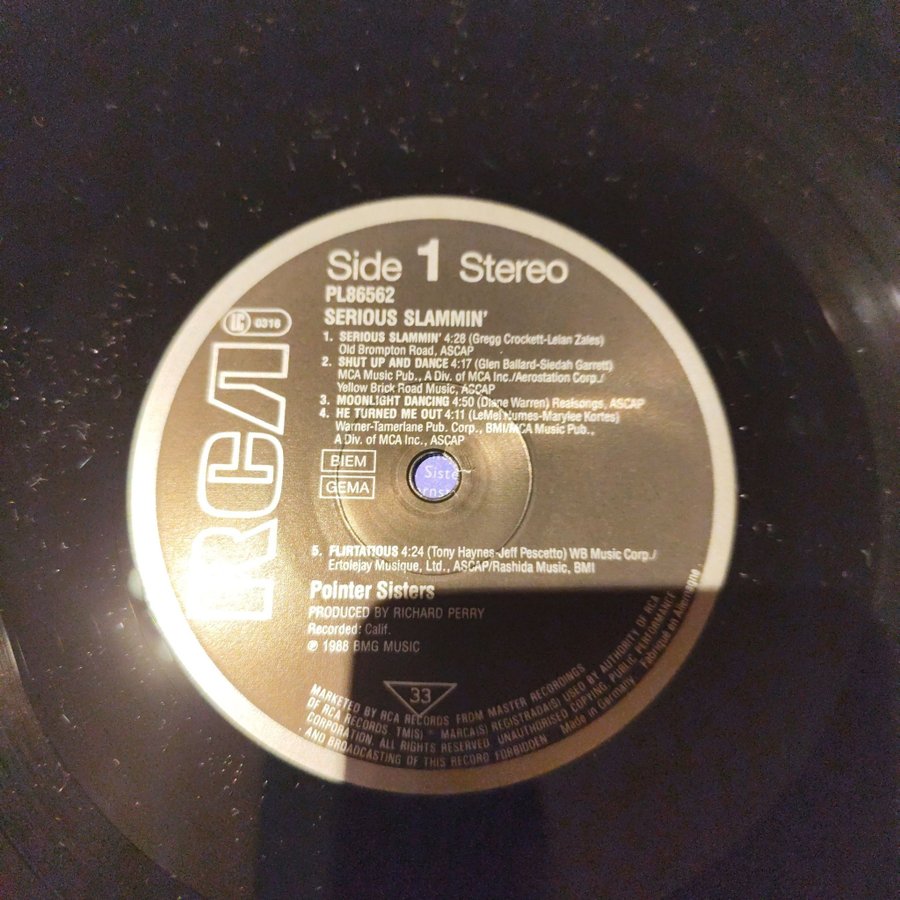 Side 1 Stereo
PL86562
SERIOUS SLAMMIN'
LC 0316
RCA
1. SERIOUS SLAMMIN' 4:28 (Gregg Crockett-Lelan Zales)
Old Brompton Road, ASCAP
2. SHUT UP AND DANCE 4:17 (Glen Ballard-Siedah Garrett)
MCA Music Pub., A Div. of MCA Inc./Aerostation Corp./
Yellow Brick Road Music, ASCAP
3. MOONLIGHT DANCING 4:50 (Diane Warren) Realsongs, ASCAP
4. HE TURNED ME OUT 4:11 (LeMel Humes-Marylee Kortes)
Warner-Tamerlane Pub. Corp., BMI/MCA Music Pub.,
A Div. of MCA Inc., ASCAP
BIEM
GEMA
Siste
5. FLIRTATIOUS 4:24 (Tony Haynes-Jeff Pescetto) WB Music Corp./
Ertolejay Musique, Ltd., ASCAP/Rashida Music, BMI
Pointer Sisters
PRODUCED BY RICHARD PERRY
Recorded: Calif.
℗ 1988 BMG MUSIC
33
MARKETED BY RCA RECORDS FROM MASTER RECORDINGS
OF RCA RECORDS. TM(S) ® MARCA(S) REGISTRADA(S) USED BY AUTHORITY OF RCA
CORPORATION. ALL RIGHTS RESERVED. UNAUTHORISED COPYING, PUBLIC PERFORMANCE
AND BROADCASTING OF THIS RECORD FORBIDDEN. Made in Germany Fabriqué en Allemagne